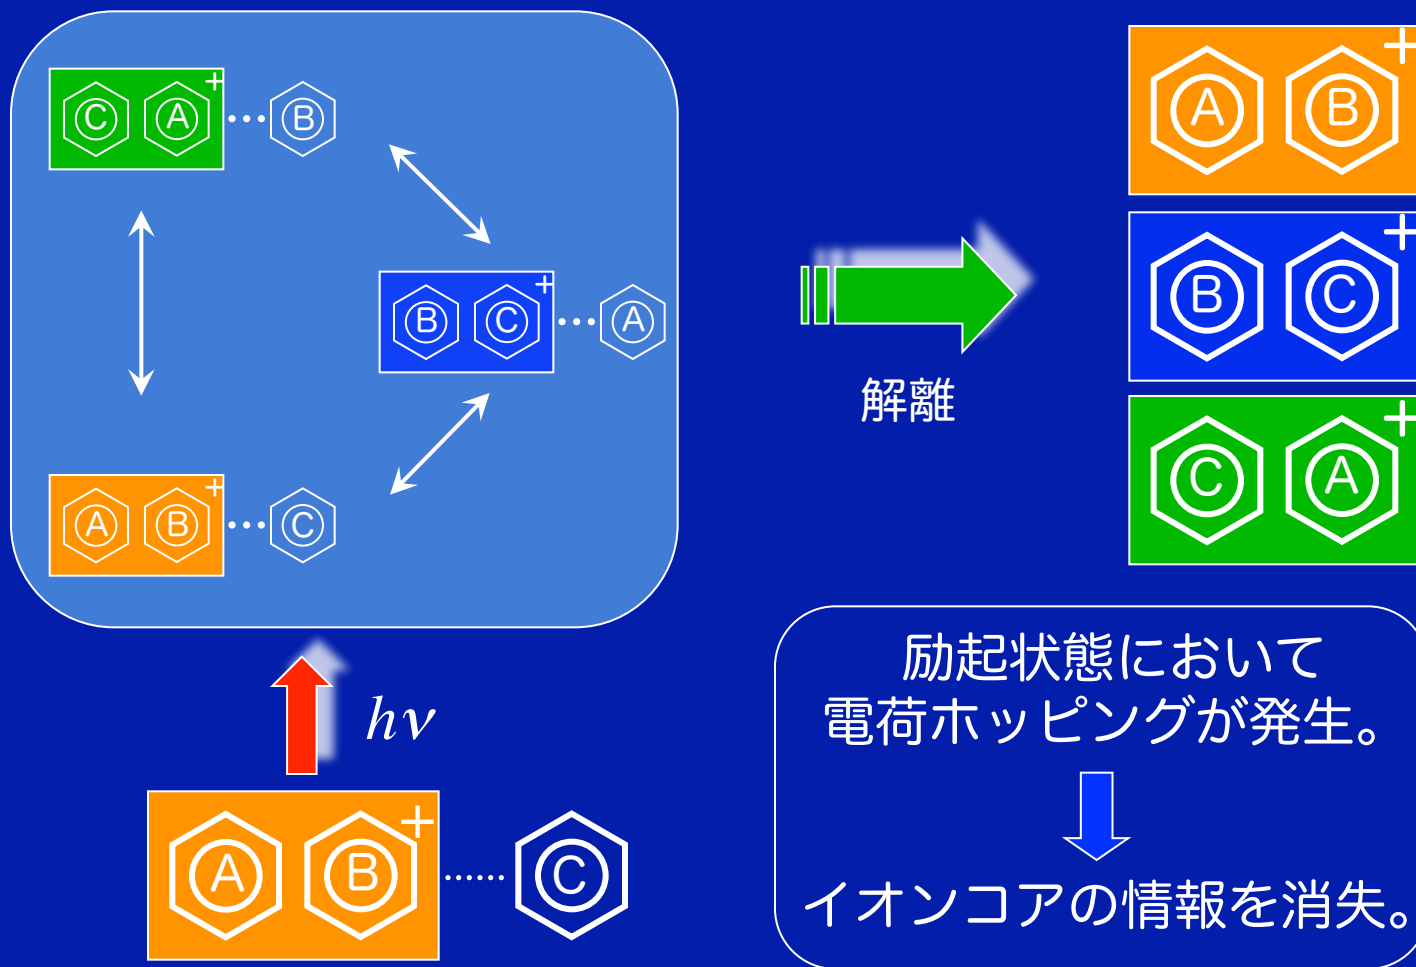 C A + ••• B
B C + ••• A
A B + ••• C
hν
A B + ...... C
解離
A B +
B C +
C A +
励起状態において
電荷ホッピングが発生。
イオンコアの情報を消失。